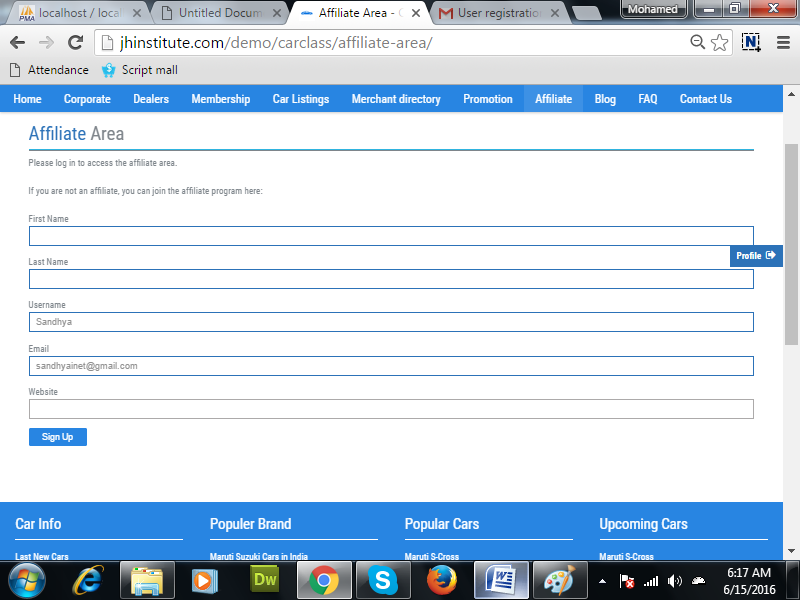 localhost / local
Untitled Docum
Affiliate Area - C
User registratio
Mohamed
jhinstitute.com/demo/carclass/affiliate-area/
Attendance
Script mall
Home
Corporate
Dealers
Membership
Car Listings
Merchant directory
Promotion
Affiliate
Blog
FAQ
Contact Us
Affiliate Area
Please log in to access the affiliate area.
If you are not an affiliate, you can join the affiliate program here:
First Name
Profile
Last Name
Username
Sandhya
Email
sandhyainet@gmail.com
Website
Sign Up
Car Info
Populer Brand
Popular Cars
Upcoming Cars
Last New Cars
Maruti Suzuki Cars in India
Maruti S-Cross
Maruti S-Cross
Dw
6:17 AM
6/15/2016